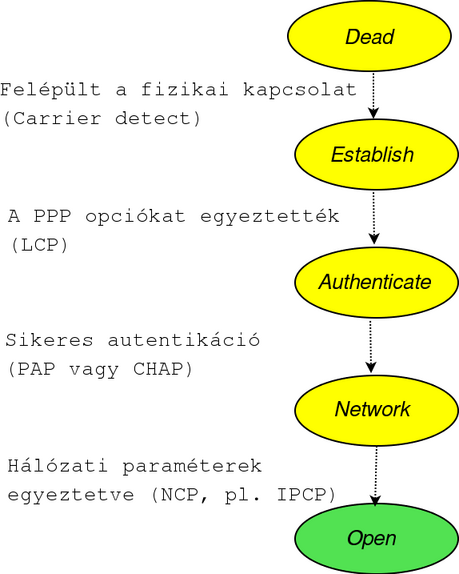 Dead
Felépült a fizikai kapcsolat
(Carrier detect)
Establish
A PPP opciókat egyeztették
(LCP)
Authenticate
Sikeres autentikáció
(PAP vagy CHAP)
Network
Hálózati paraméterek
egyeztetve (NCP, pl. IPCP)
Open